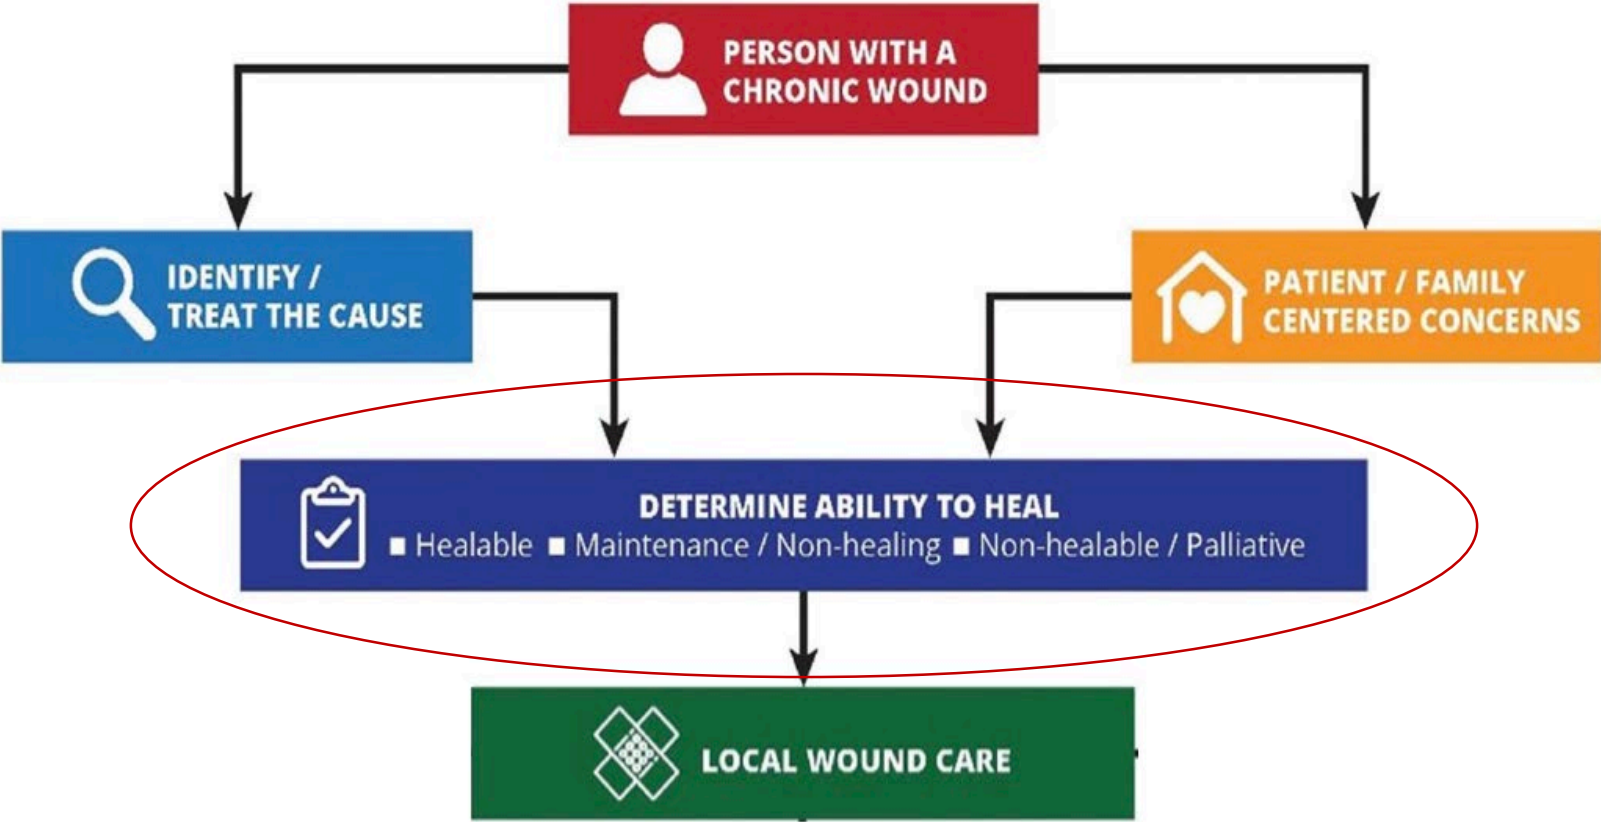 PERSON WITH A
CHRONIC WOUND
IDENTIFY /
TREAT THE CAUSE
PATIENT / FAMILY
CENTERED CONCERNS
DETERMINE ABILITY TO HEAL
■ Healable ■ Maintenance / Non-healing ■ Non-healable / Palliative
LOCAL WOUND CARE